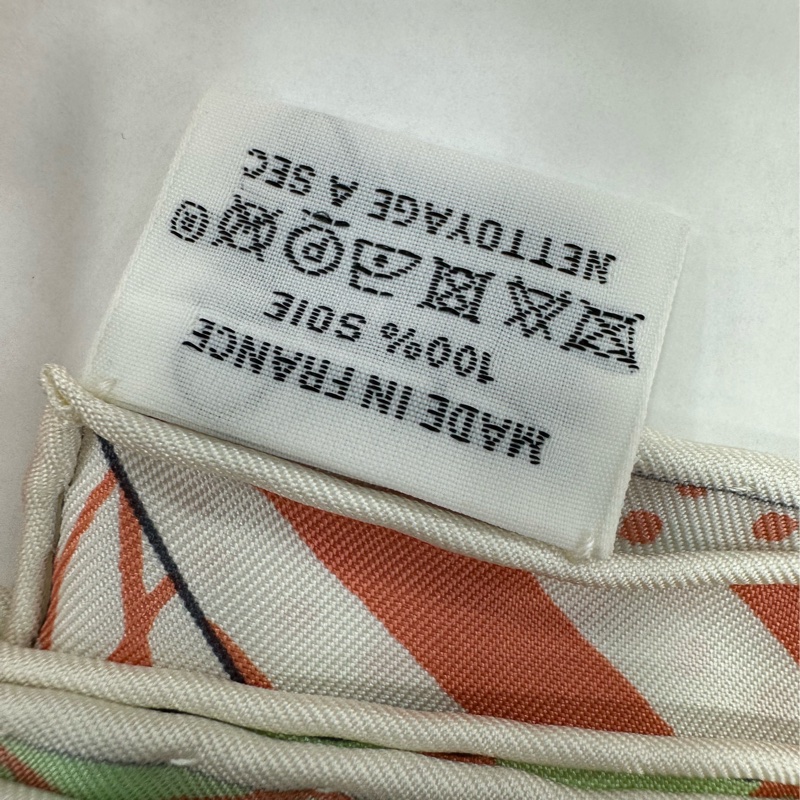 MADE IN FRANCE
100% SOIE
NETTOYAGE A SEC